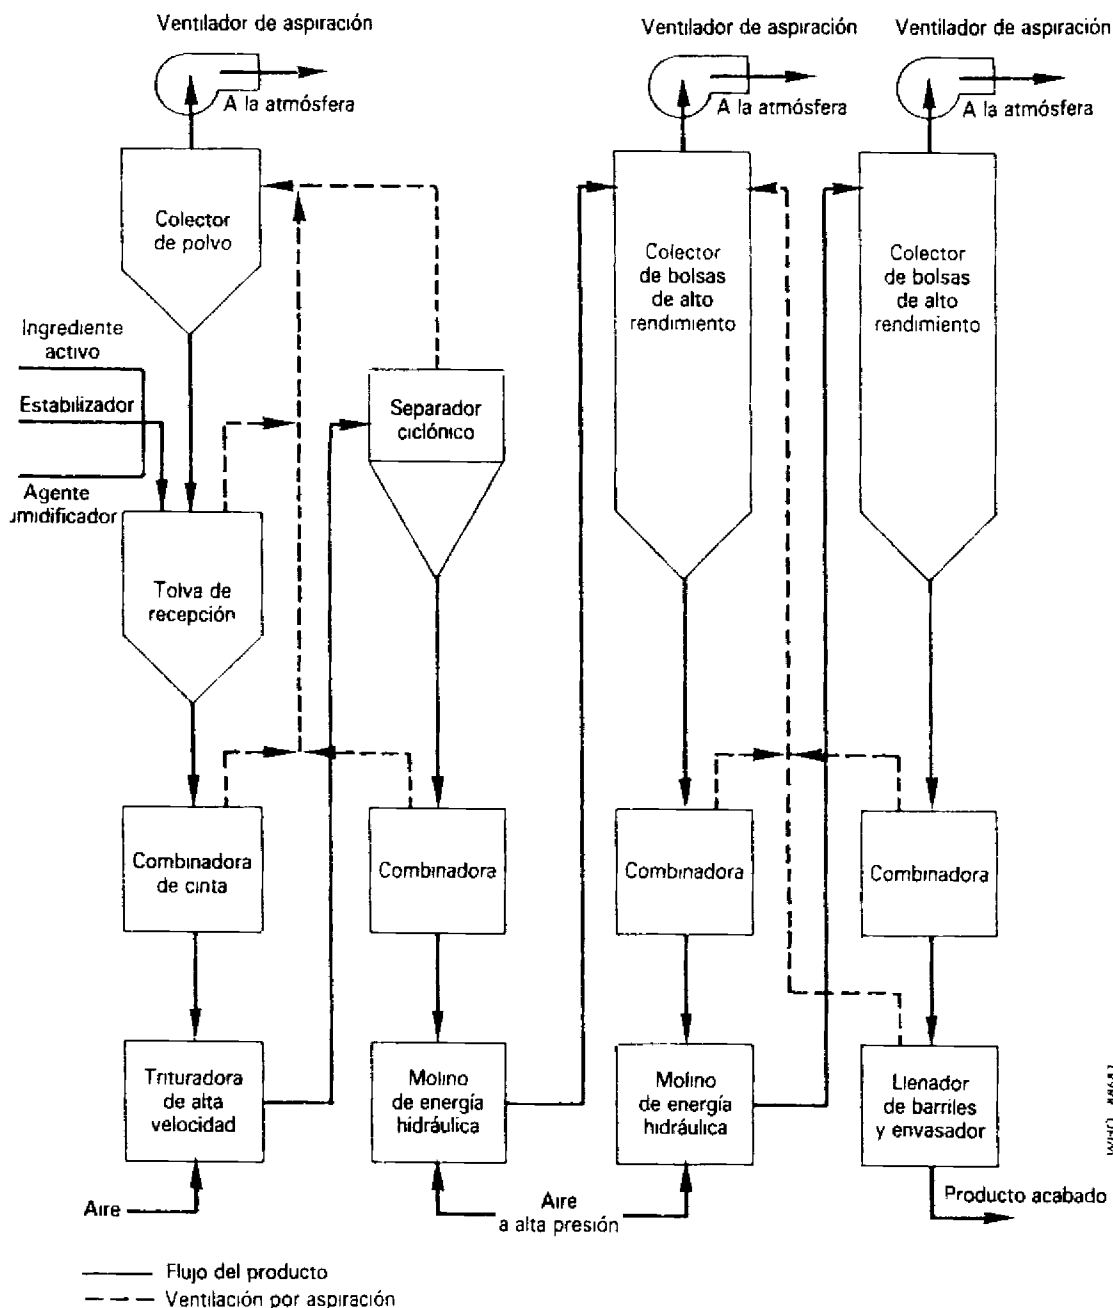 Ventilador de aspiración
Ventilador de aspiración
Ventilador de aspiración
A la atmósfera
A la atmósfera
A la atmósfera
Colector
de polvo
Colector
de bolsas
de alto
rendimiento
Colector
de bolsas
de alto
rendimiento
Ingrediente
activo
Estabilizador
Agente
umidificador
Separador
ciclónico
Tolva de
recepción
Combinadora
de cinta
Combinadora
Combinadora
Combinadora
Trituradora
de alta
velocidad
Molino
de energía
hidráulica
Molino
de energía
hidráulica
Llenador
de barriles
y envasador
Aire
Aire
a alta presión
Producto acabado
Flujo del producto
Ventilación por aspiración